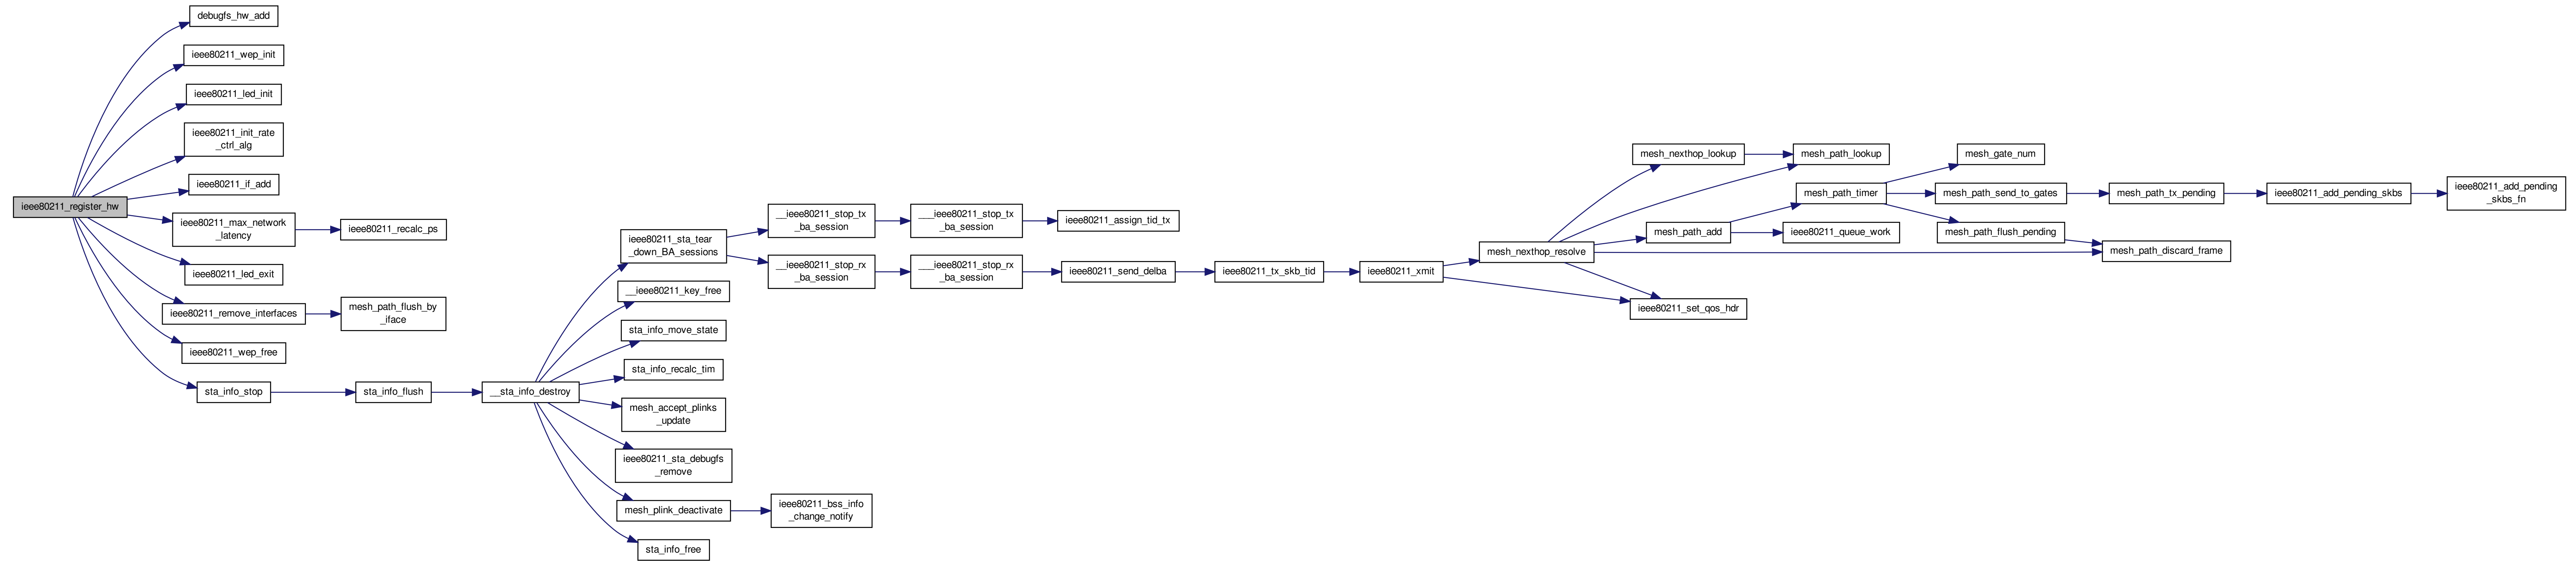 debugfs_hw_add
ieee80211_wep_init
ieee80211_led_init
ieee80211_init_rate
_ctrl_alg
ieee80211_if_add
ieee80211_register_hw
ieee80211_max_network
_latency
ieee80211_recalc_ps
ieee80211_led_exit
ieee80211_remove_interfaces
mesh_path_flush_by
_iface
ieee80211_wep_free
sta_info_stop
sta_info_flush
__sta_info_destroy
ieee80211_sta_tear
_down_BA_sessions
__ieee80211_key_free
sta_info_move_state
sta_info_recalc_tim
mesh_accept_plinks
_update
ieee80211_sta_debugfs
_remove
mesh_plink_deactivate
sta_info_free
ieee80211_bss_info
_change_notify
__ieee80211_stop_tx
_ba_session
___ieee80211_stop_tx
_ba_session
ieee80211_assign_tid_tx
__ieee80211_stop_rx
_ba_session
___ieee80211_stop_rx
_ba_session
ieee80211_send_delba
ieee80211_tx_skb_tid
ieee80211_xmit
mesh_nexthop_resolve
mesh_nexthop_lookup
mesh_path_lookup
mesh_path_add
mesh_path_timer
ieee80211_queue_work
ieee80211_set_qos_hdr
mesh_gate_num
mesh_path_send_to_gates
mesh_path_flush_pending
mesh_path_tx_pending
mesh_path_discard_frame
ieee80211_add_pending_skbs
ieee80211_add_pending
_skbs_fn